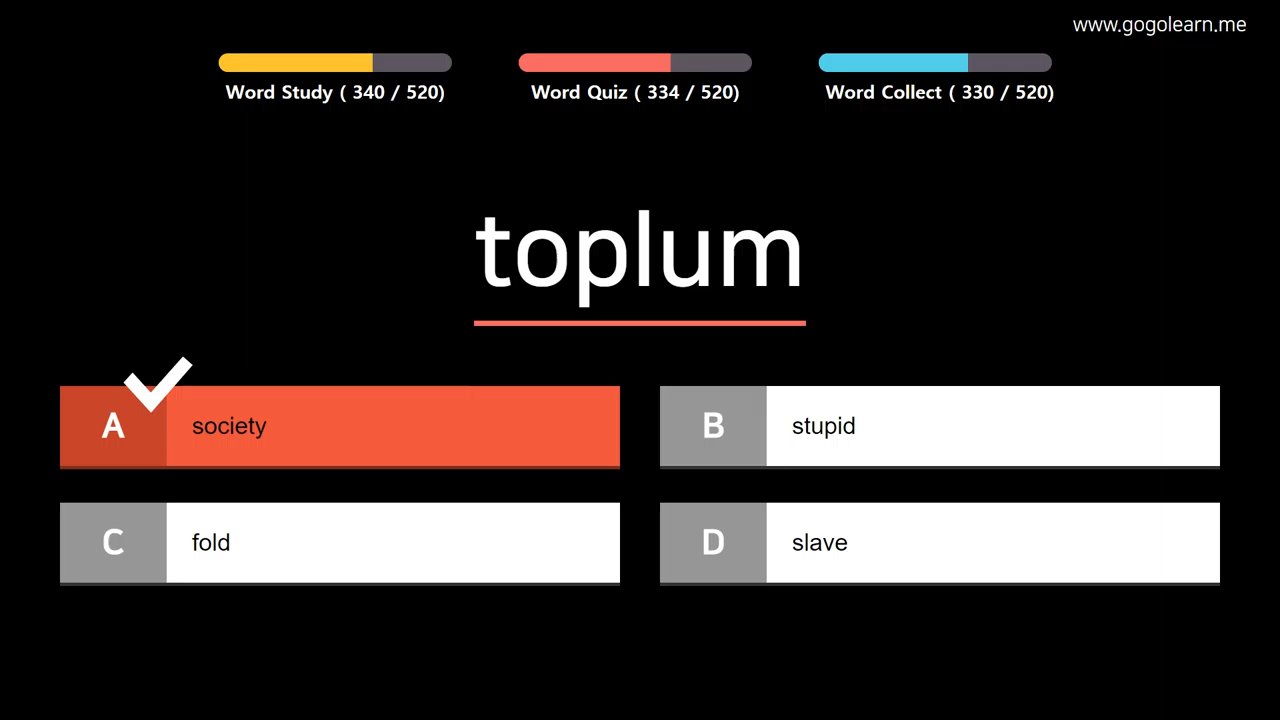 www.gogolearn.me
Word Study ( 340 / 520)
Word Quiz ( 334 / 520)
Word Collect ( 330 / 520)
toplum
A society
B stupid
C fold
D slave